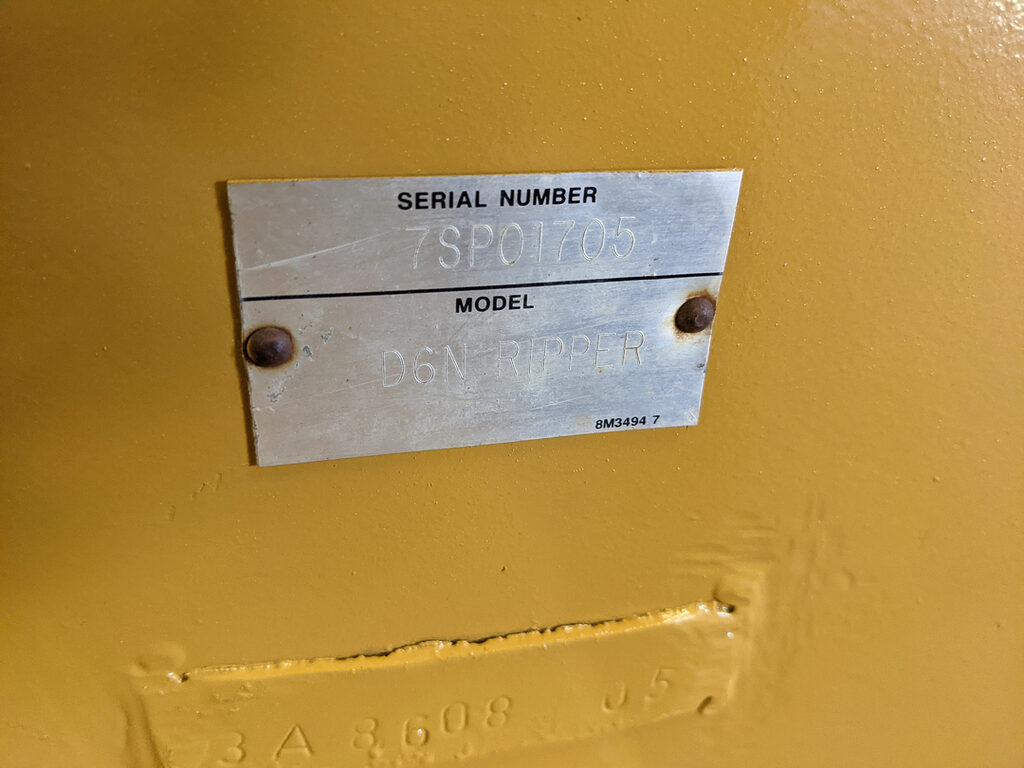 SERIAL NUMBER
7SP01705
MODEL
D6N RIPPER
8M3494 7
3A 8608 05